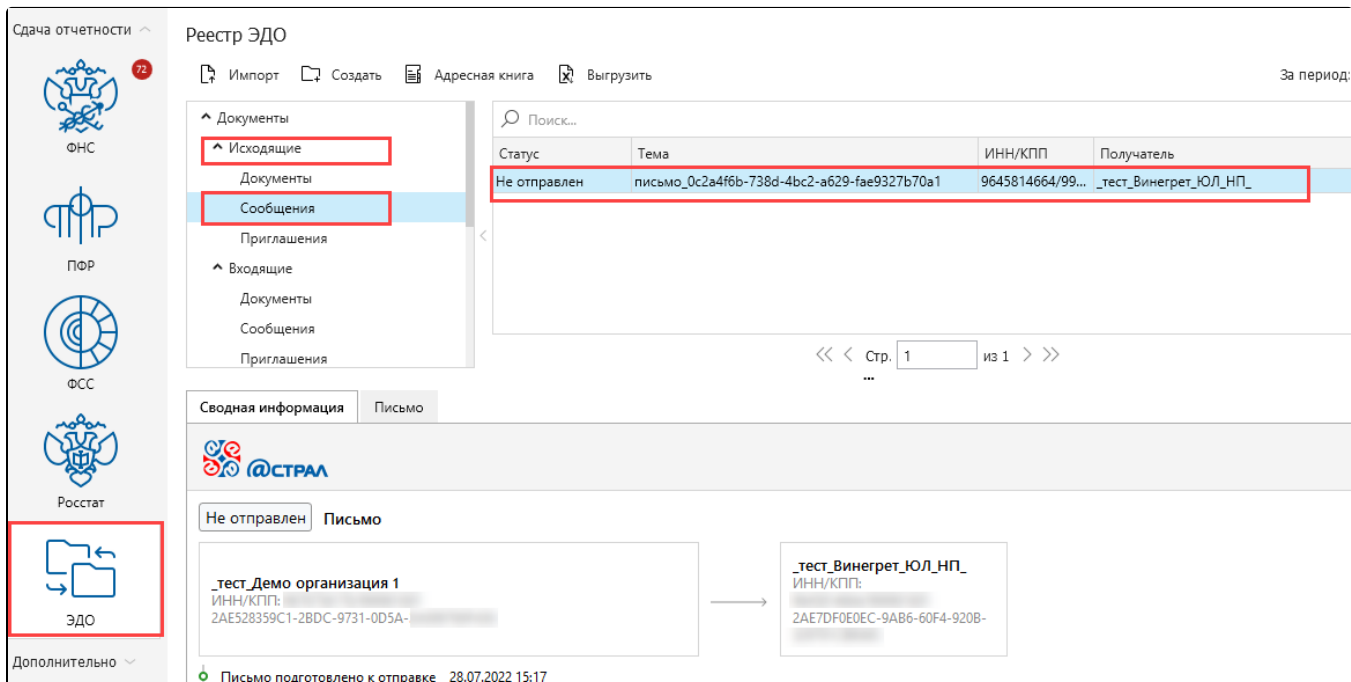 Сдача отчетности
72
ФНС
ПФР
ФСС
Росстат
ЭДО
Дополнительно
Реестр ЭДО
Импорт Создать Адресная книга Выгрузить За период:
Документы
Исходящие
Документы
Сообщения
Приглашения
Входящие
Документы
Сообщения
Приглашения
Поиск...
Статус Тема ИНН/КПП Получатель
Не отправлен письмо_0c2a4f6b-738d-4bc2-a629-fae9327b70a1 9645814664/99... _тест_Винегрет_ЮЛ_НП_
Стр. 1 из 1
...
Сводная информация Письмо
@СТРАЛ
Не отправлен Письмо
_тест_Демо организация 1
ИНН/КПП:
2AE528359C1-2BDC-9731-0D5A-
_тест_Винегрет_ЮЛ_НП_
ИНН/КПП:
2AE7DF0E0EC-9AB6-60F4-920B-
Письмо подготовлено к отправке 28.07.2022 15:17